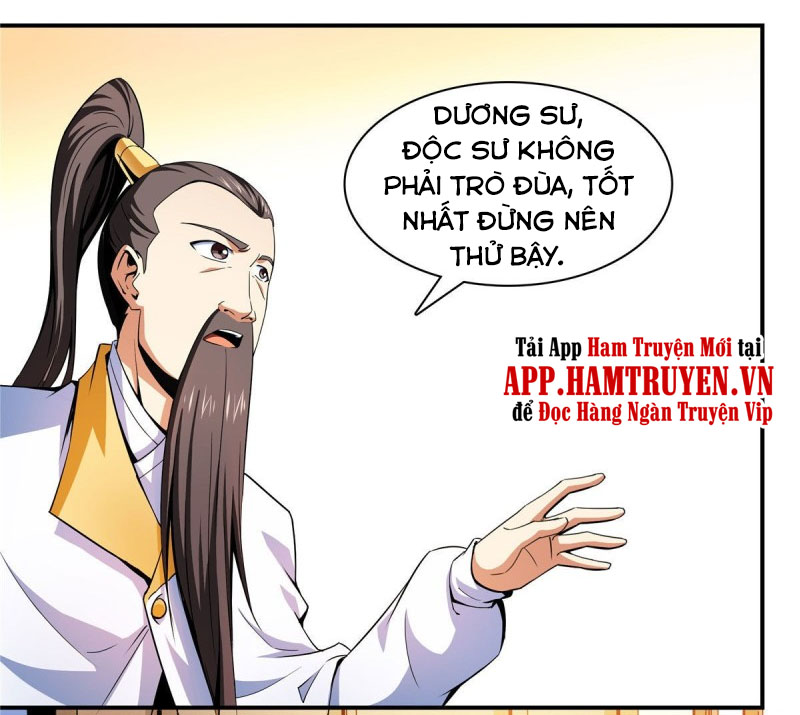 DƯƠNG SƯ,
ĐỘC SƯ KHÔNG
PHẢI TRÒ ĐÙA, TỐT
NHẤT ĐỪNG NÊN
THỬ BẬY.
Tải App Ham Truyện Mới tại
APP.HAMTRUYEN.VN
để Đọc Hàng Ngàn Truyện Vip